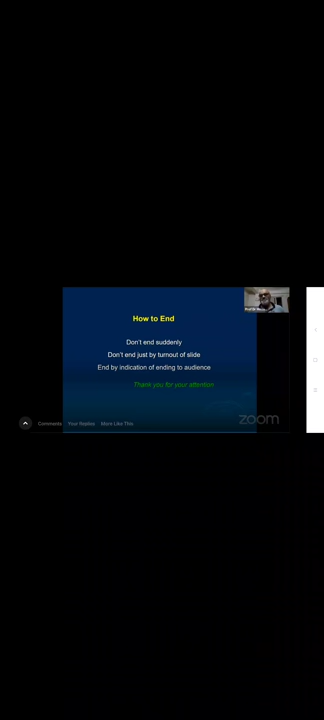 How to End
Don't end suddenly
Don't end just by turnout of slide
End by indication of ending to audience
Thank you for your attention
zoom
Comments Your Replies More Like This